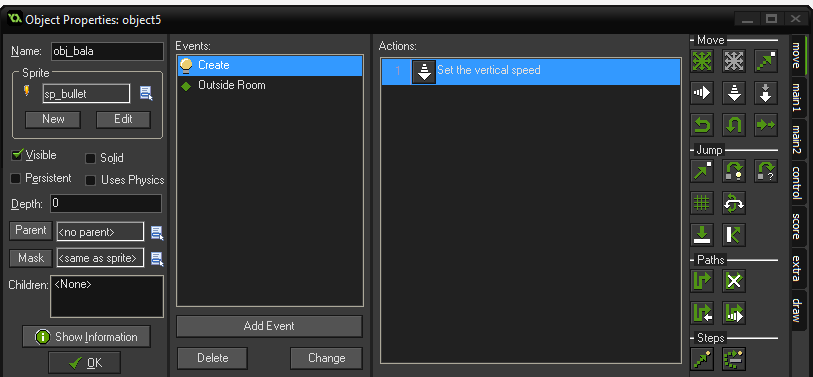 Object Properties: object5
Name: obj_bala
Sprite
sp_bullet
New Edit
Visible Solid
Persistent Uses Physics
Depth: 0
Parent <no parent>
Mask <same as sprite>
Children: <None>
Show Information
OK
Events:
Create
Outside Room
Add Event
Delete Change
Actions:
1 Set the vertical speed
Move
Jump
Paths
Steps
move
main1
main2
control
score
extra
draw